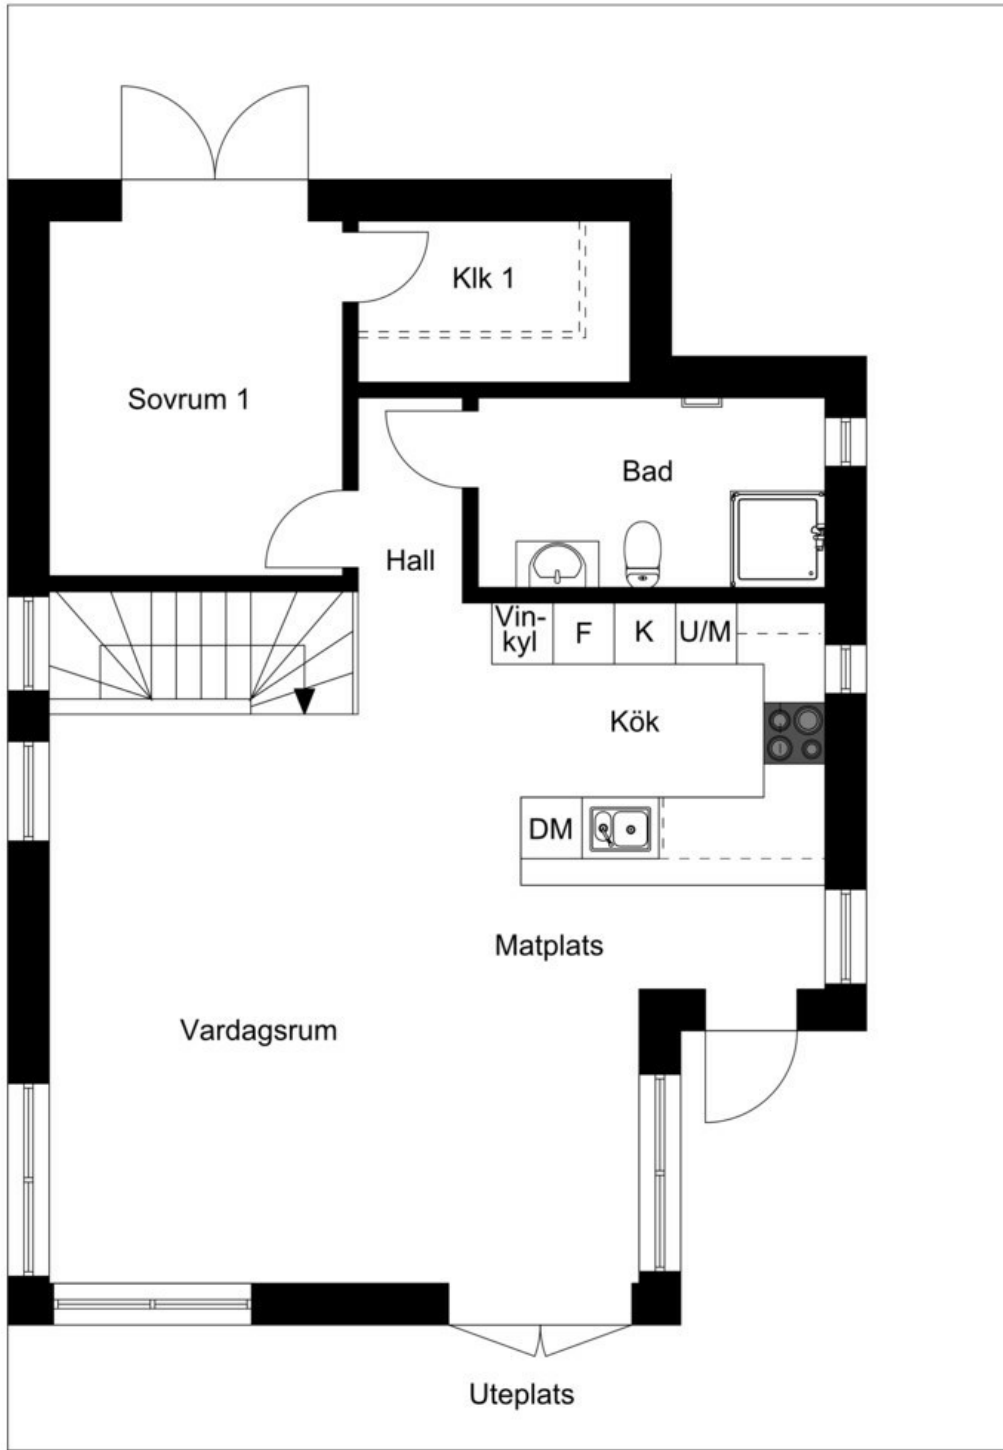 Klk 1
Sovrum 1
Bad
Hall
Vin-
kyl
F
K
U/M
Kök
DM
Matplats
Vardagsrum
Uteplats